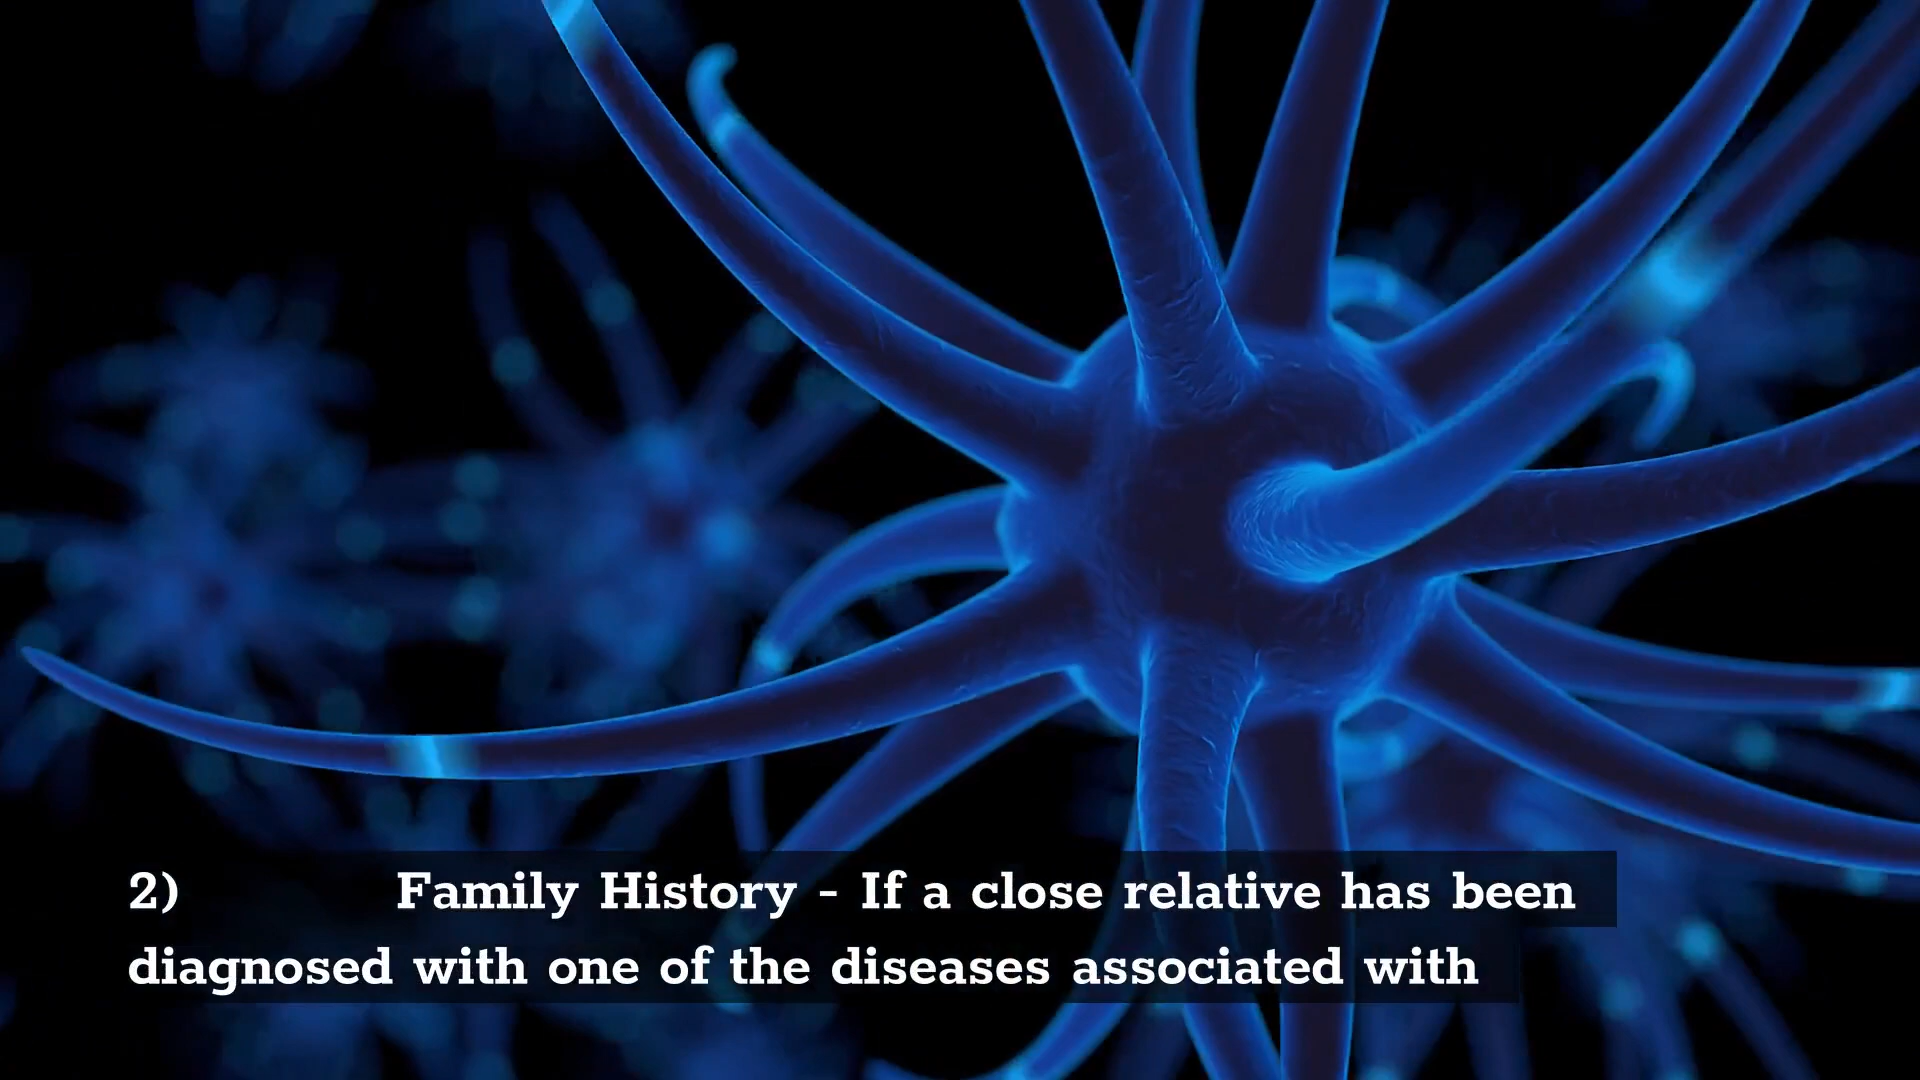 2) Family History - If a close relative has been
diagnosed with one of the diseases associated with